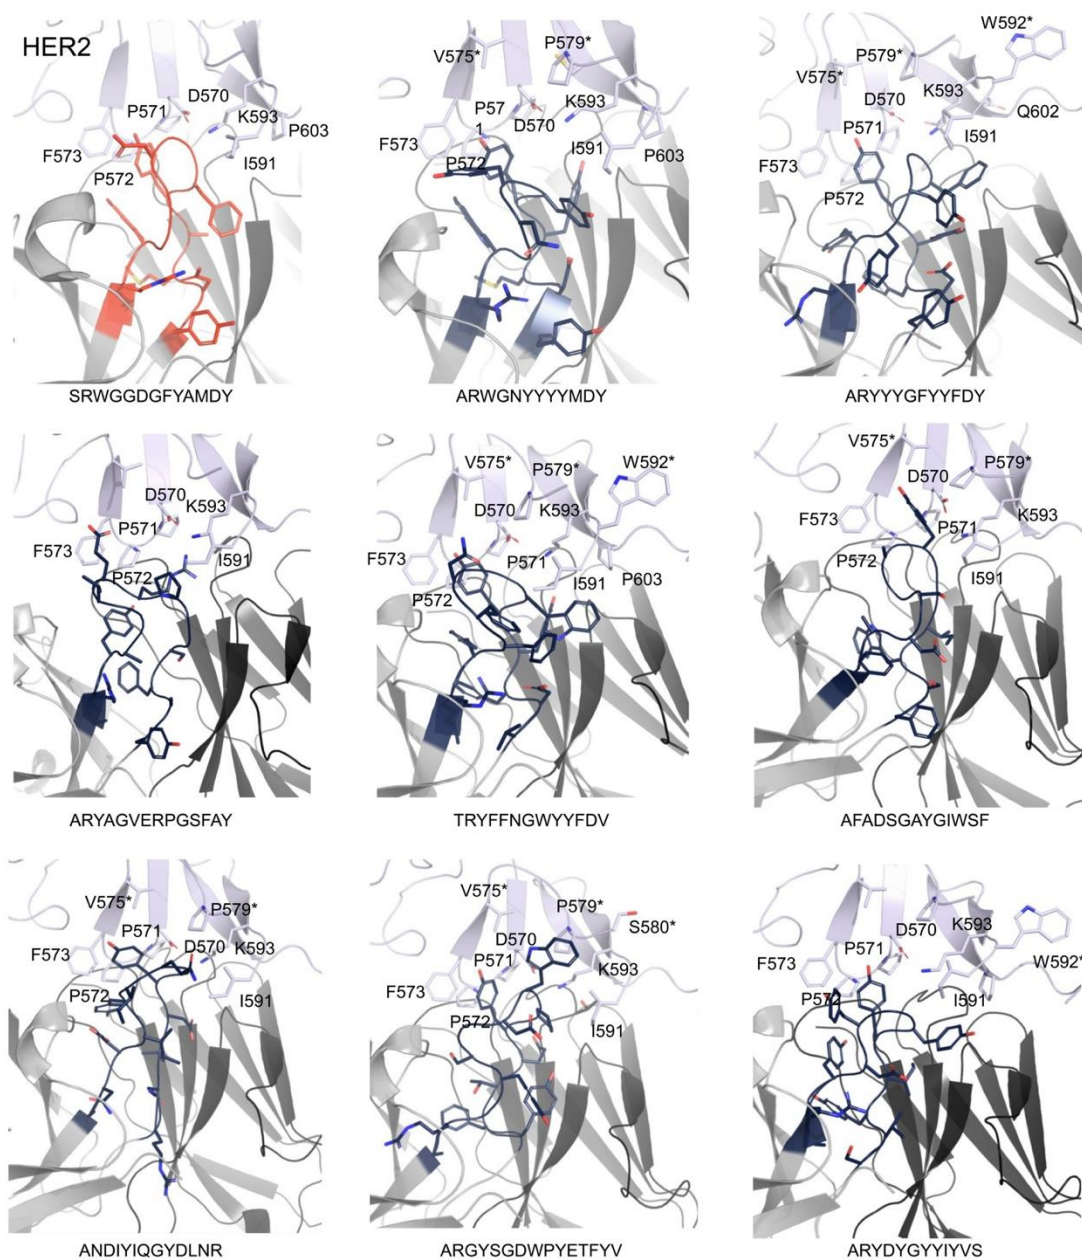 HER2
P571
D570
K593
P603
F573
P572
I591
SRWGGDGFYAMDY
V575*
P579*
P57
1
D570
K593
F573
P572
I591
P603
ARWGNYYYYMDY
W592*
P579*
V575*
D570
K593
Q602
P571
I591
F573
P572
ARYYYGFYYFDY
D570
P571
K593
F573
P572
I591
ARYAGVERPGSFAY
V575*
P579*
W592*
D570
K593
F573
P571
P572
I591
P603
TRYFFNGWYYFDV
V575*
P579*
D570
F573
P571
K593
P572
I591
AFADSGAYGIWSF
V575*
P579*
P571
F573
D570
K593
P572
I591
ANDIYIQGYDLNR
V575*
P579*
S580*
D570
P571
K593
F573
P572
I591
ARGYSGDWPYETFYV
D570
K593
P571
F573
W592*
P572
I591
ARYDYGYYIYVS